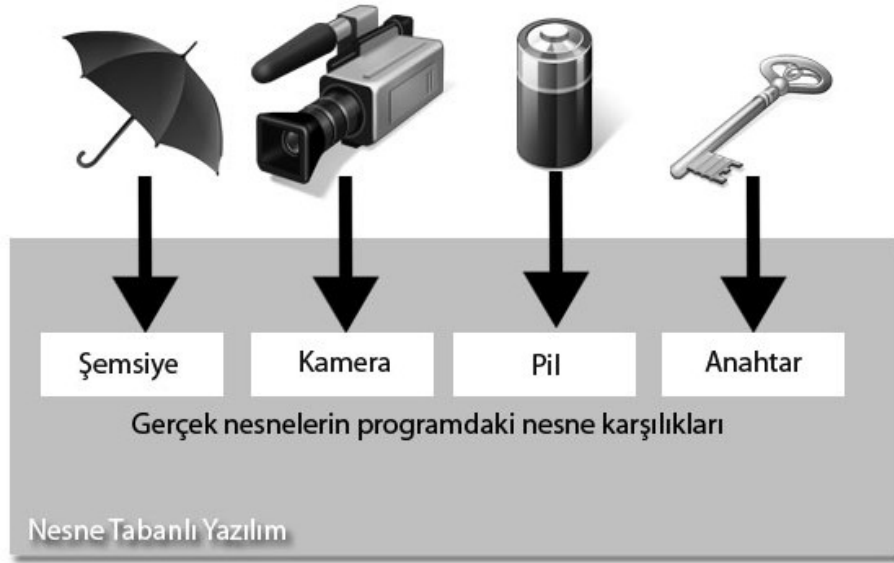 Şemsiye
Kamera
Pil
Anahtar
Gerçek nesnelerin programdaki nesne karşılıkları
Nesne Tabanlı Yazılım